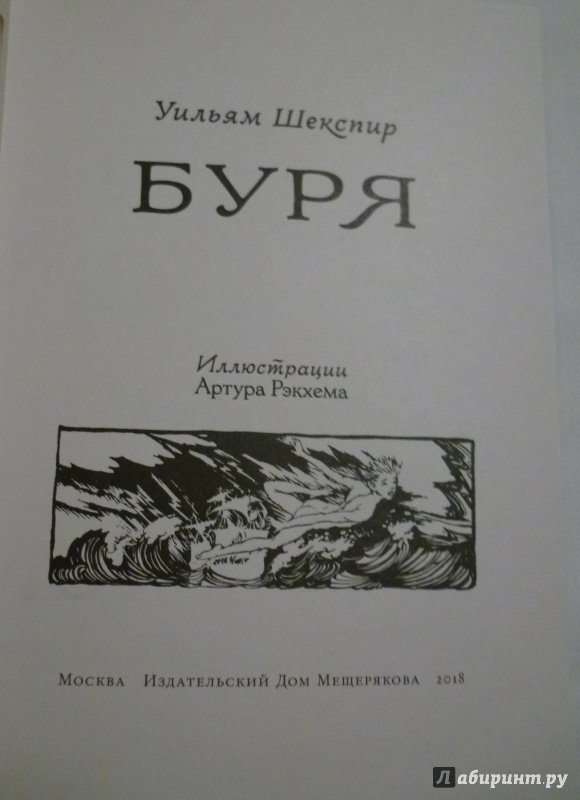 Уильям Шекспир
БУРЯ
Иллюстрации
Артура Рэкхема
Москва Издательский Дом Мещерякова 2018
Лабиринт.ру